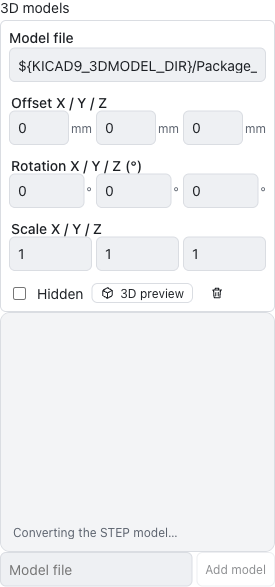 3D models
Model file
${KICAD9_3DMODEL_DIR}/Package_
Offset X / Y / Z
0 mm 0 mm 0 mm
Rotation X / Y / Z (°)
0 ° 0 ° 0 °
Scale X / Y / Z
1 1 1
Hidden 3D preview
Converting the STEP model...
Model file Add model